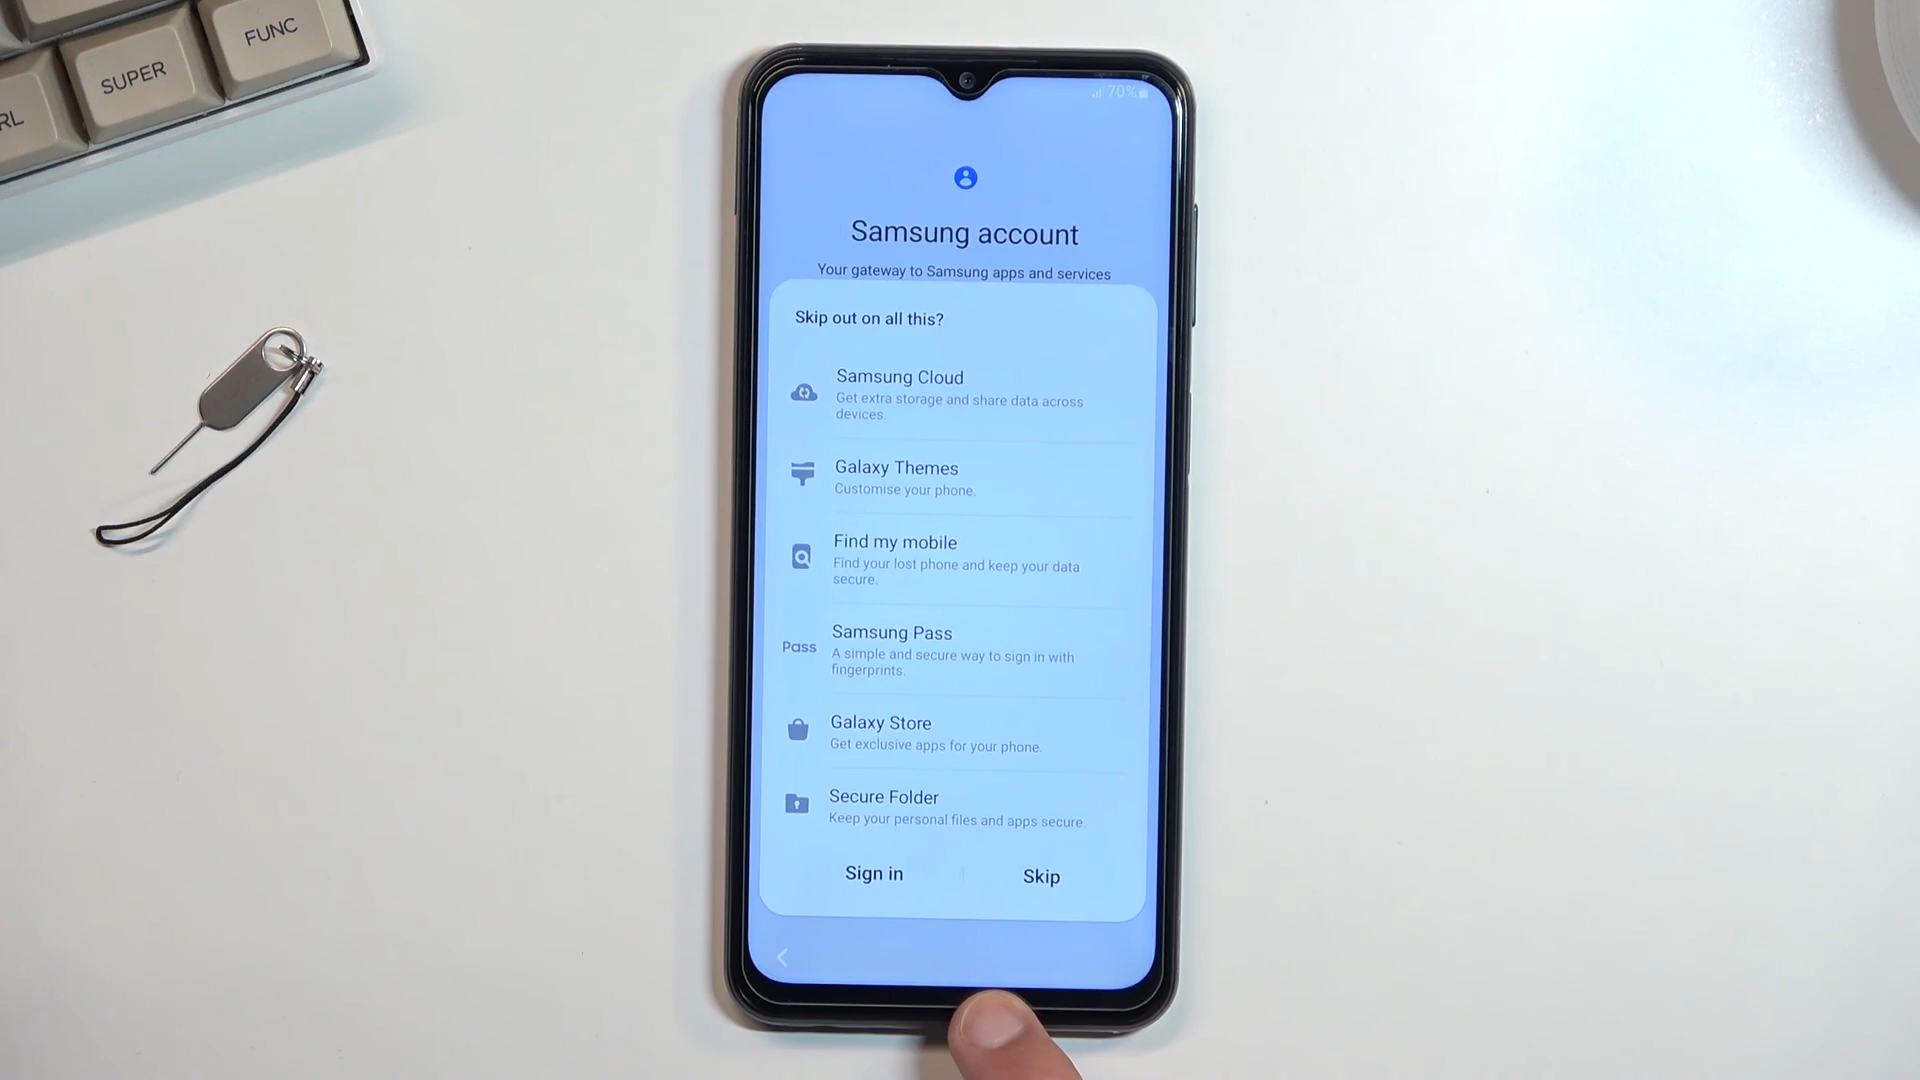 FUNC
SUPER
RL
70%
Samsung account
Your gateway to Samsung apps and services
Skip out on all this?
Samsung Cloud
Get extra storage and share data across
devices.
Galaxy Themes
Customise your phone.
Find my mobile
Find your lost phone and keep your data
secure.
Pass
Samsung Pass
A simple and secure way to sign in with
fingerprints.
Galaxy Store
Get exclusive apps for your phone.
Secure Folder
Keep your personal files and apps secure.
Sign in
Skip